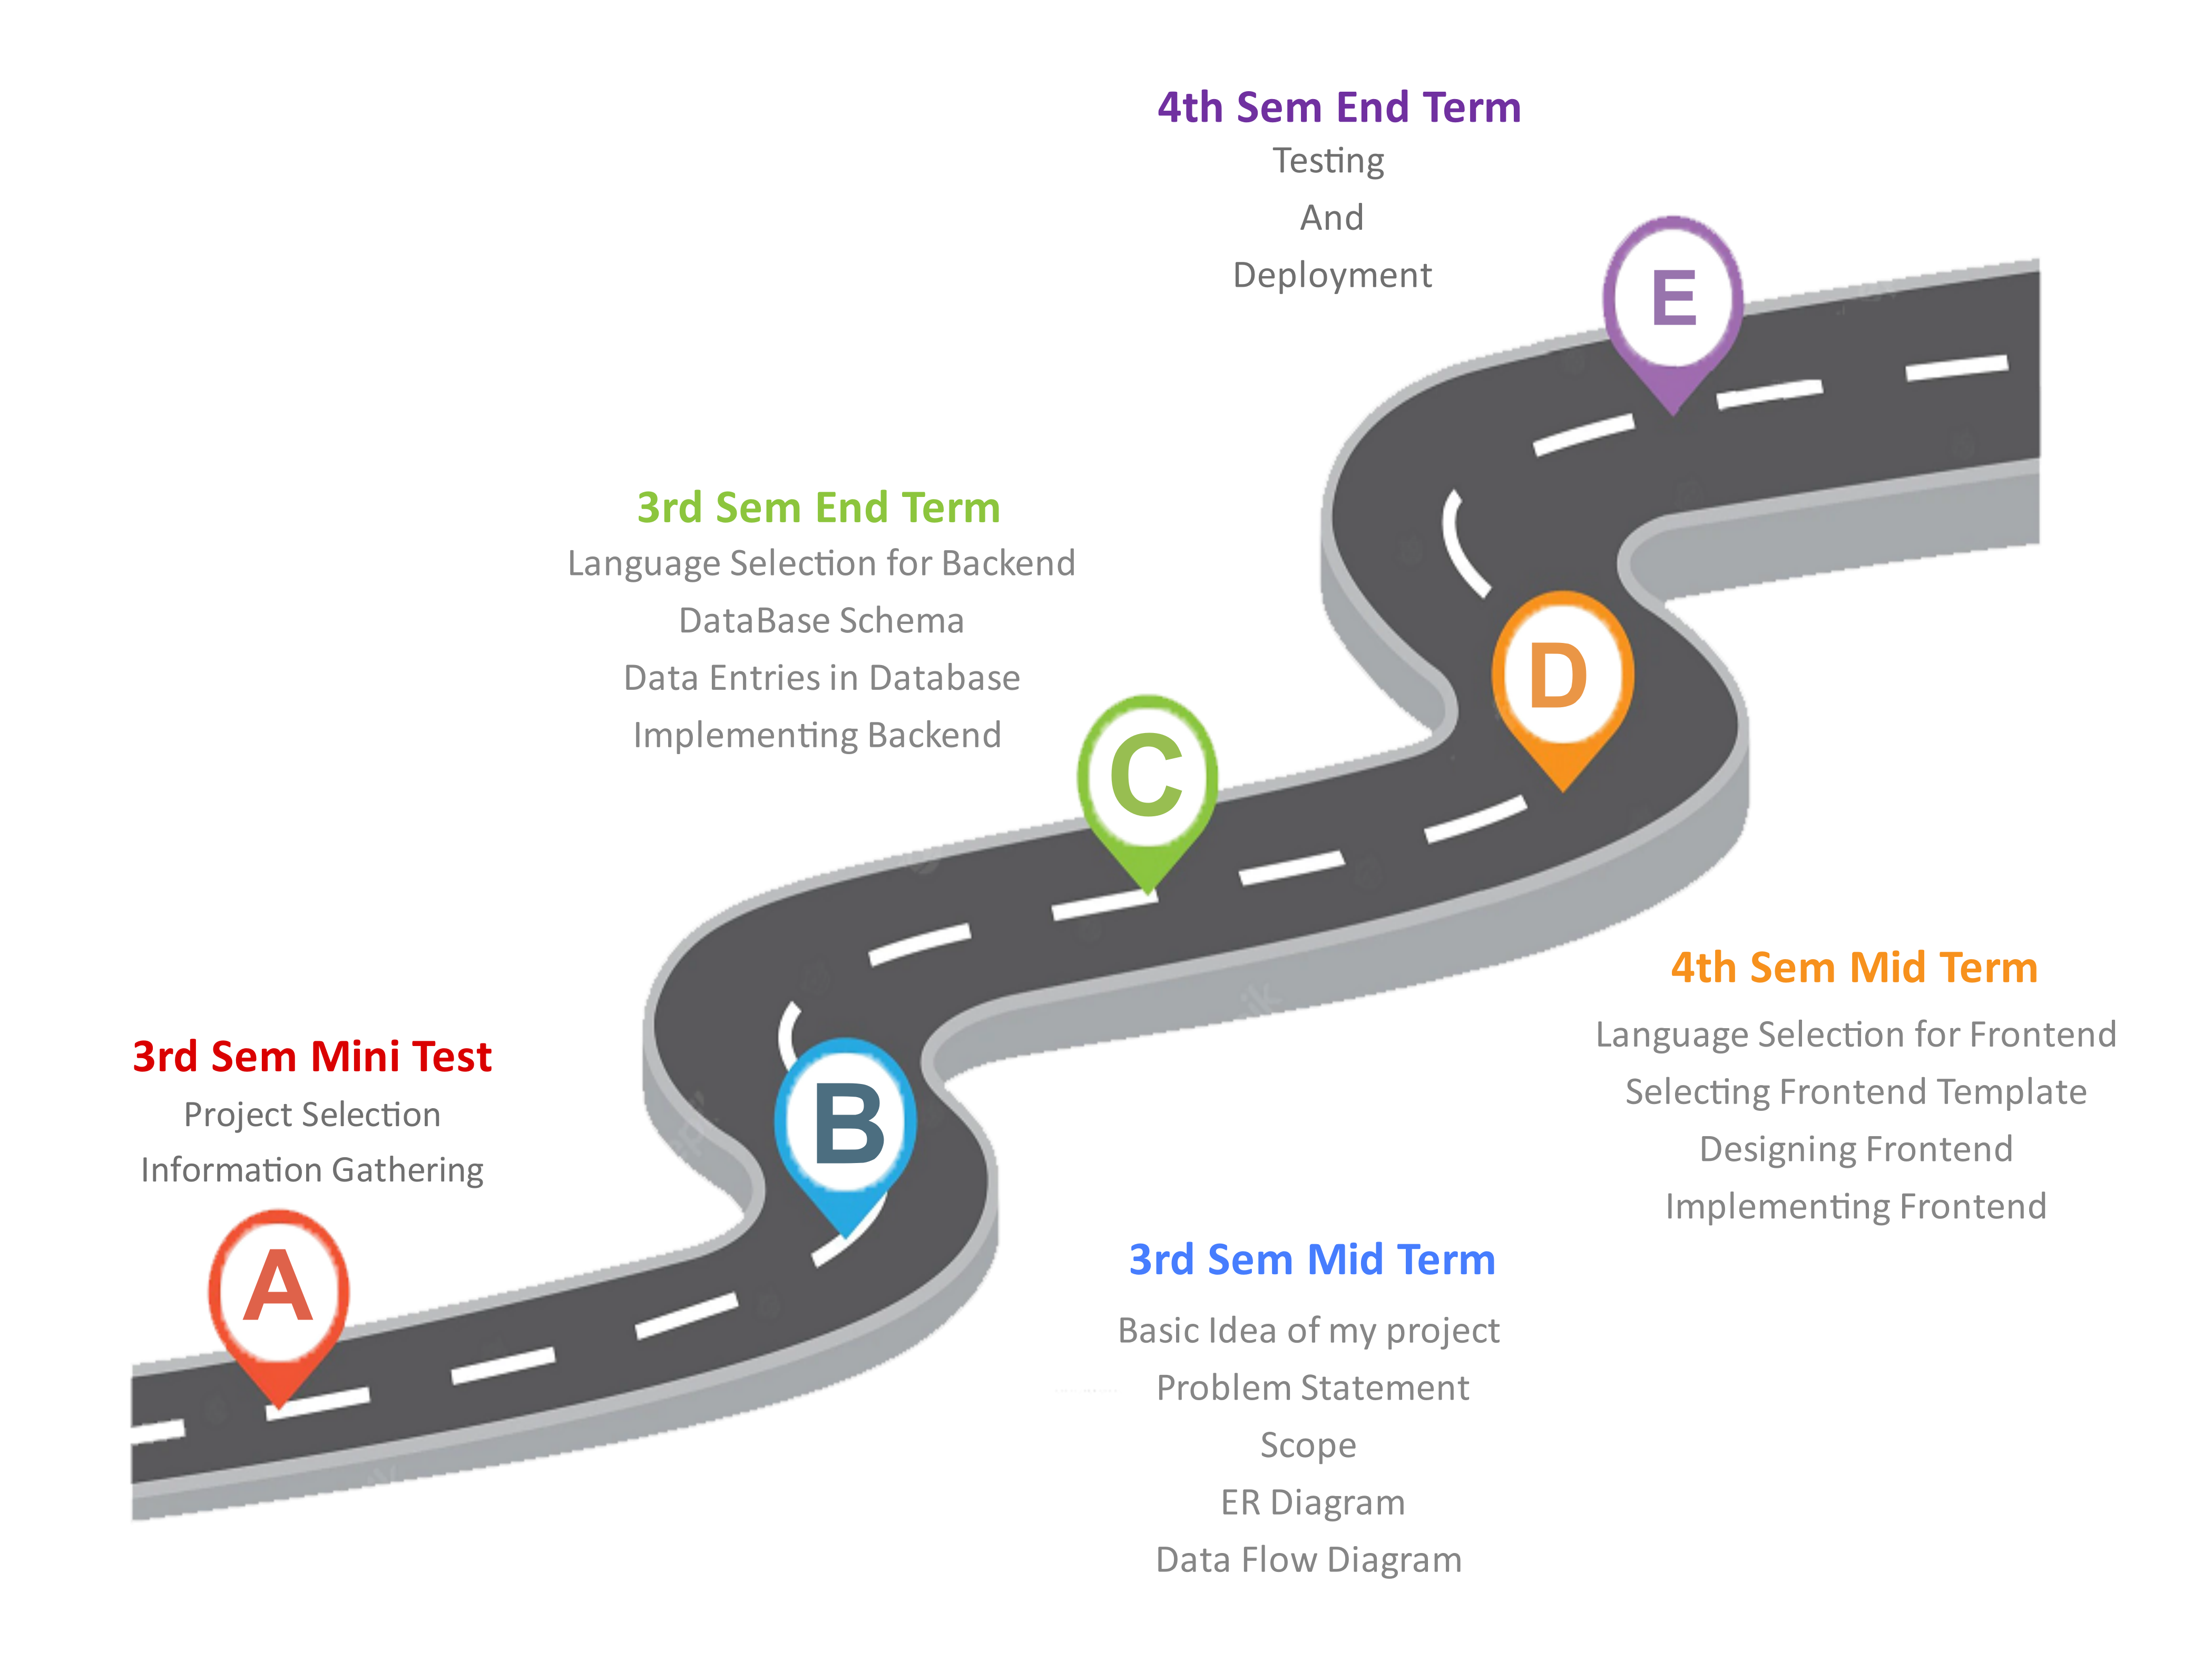 4th Sem End Term
Testing
And
Deployment
E
3rd Sem End Term
Language Selection for Backend
DataBase Schema
Data Entries in Database
Implementing Backend
C
D
4th Sem Mid Term
Language Selection for Frontend
Selecting Frontend Template
Designing Frontend
Implementing Frontend
3rd Sem Mini Test
Project Selection
Information Gathering
A
B
3rd Sem Mid Term
Basic Idea of my project
Problem Statement
Scope
ER Diagram
Data Flow Diagram